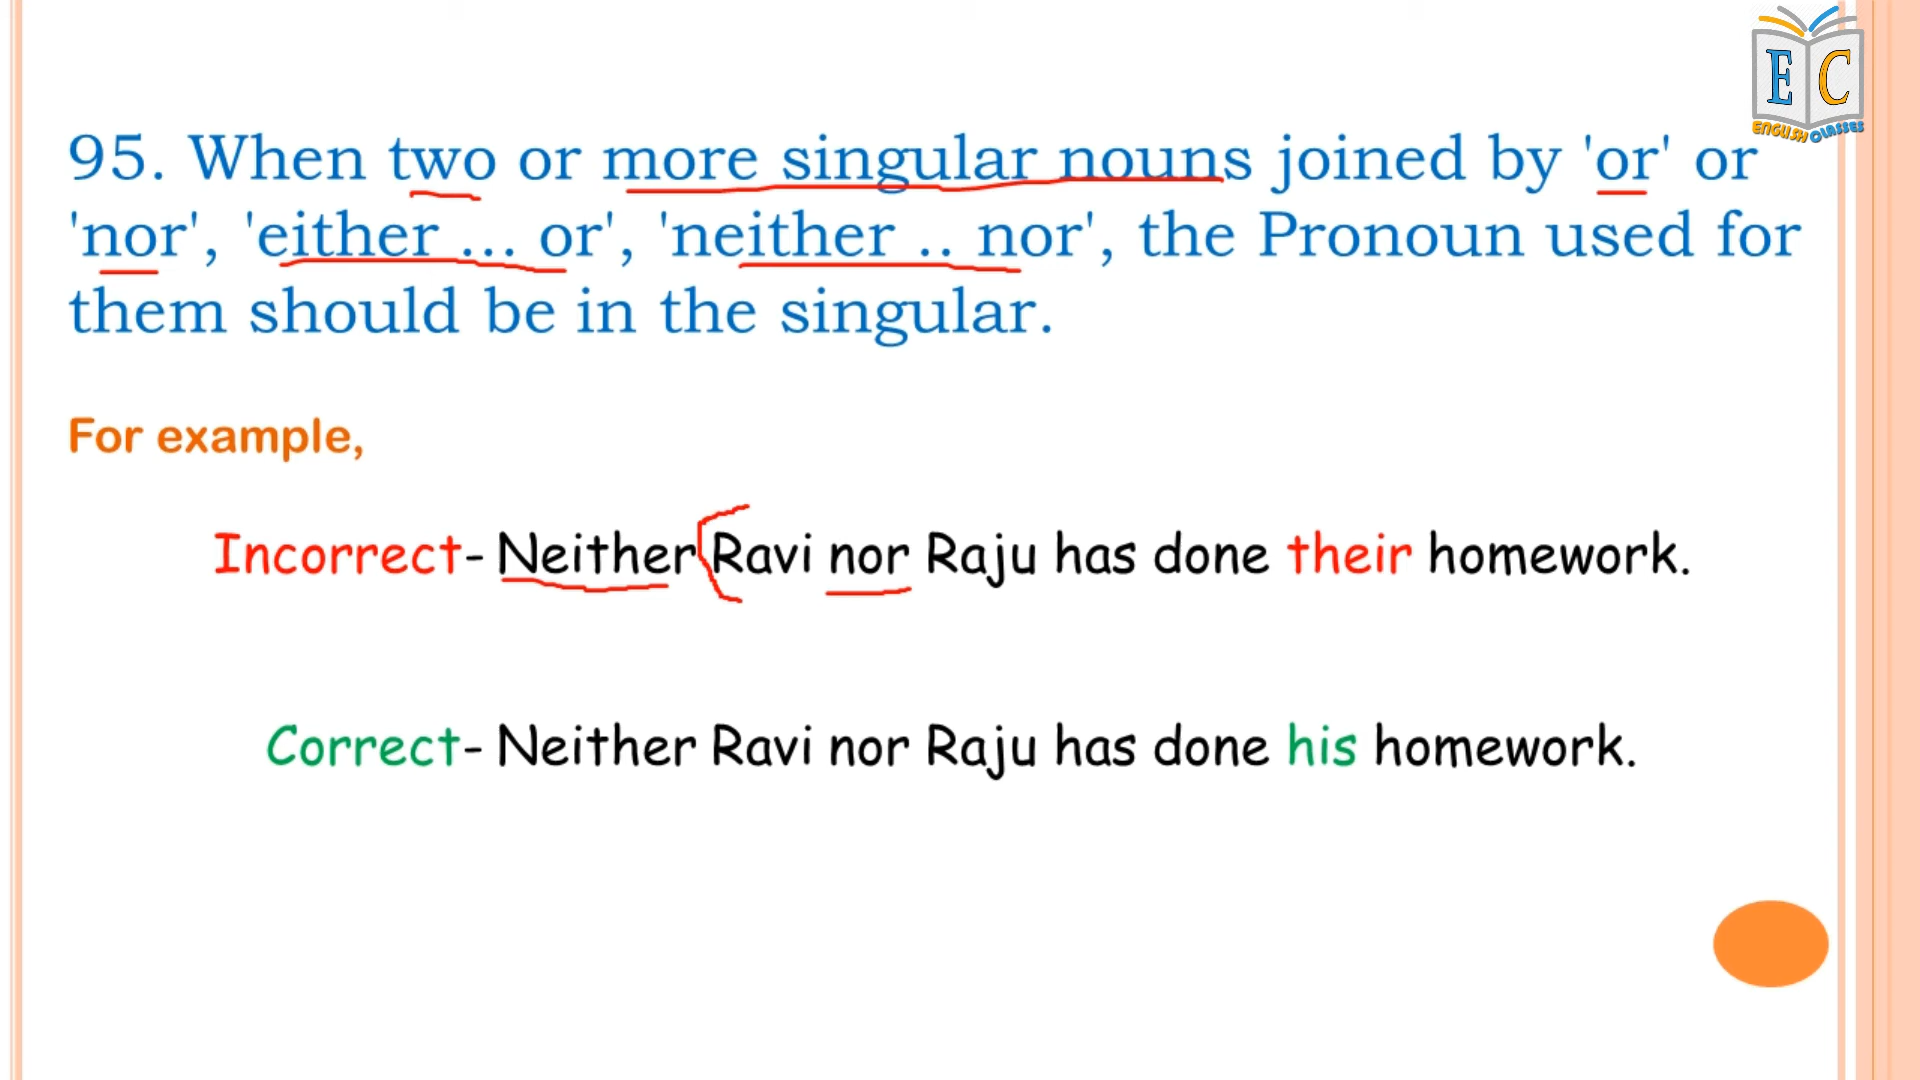 E C
ENGLISH CLASSES
95. When two or more singular nouns joined by 'or' or
'nor', 'either ... or', 'neither .. nor', the Pronoun used for
them should be in the singular.
For example,
Incorrect- Neither Ravi nor Raju has done their homework.
Correct- Neither Ravi nor Raju has done his homework.